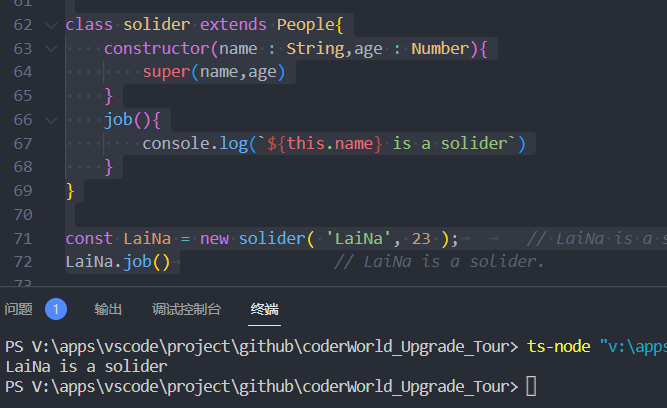 61
62 class solider extends People{
63 constructor(name : String,age : Number){
64 super(name,age)
65 }
66 job(){
67 console.log(`${this.name} is a solider`)
68 }
69 }
70
71 const LaiNa = new solider( 'LaiNa', 23 ); // LaiNa is a s
72 LaiNa.job() // LaiNa is a solider.
73
问题 1 输出 调试控制台 终端
PS V:\apps\vscode\project\github\coderWorld_Upgrade_Tour> ts-node "v:\apps
LaiNa is a solider
PS V:\apps\vscode\project\github\coderWorld_Upgrade_Tour>